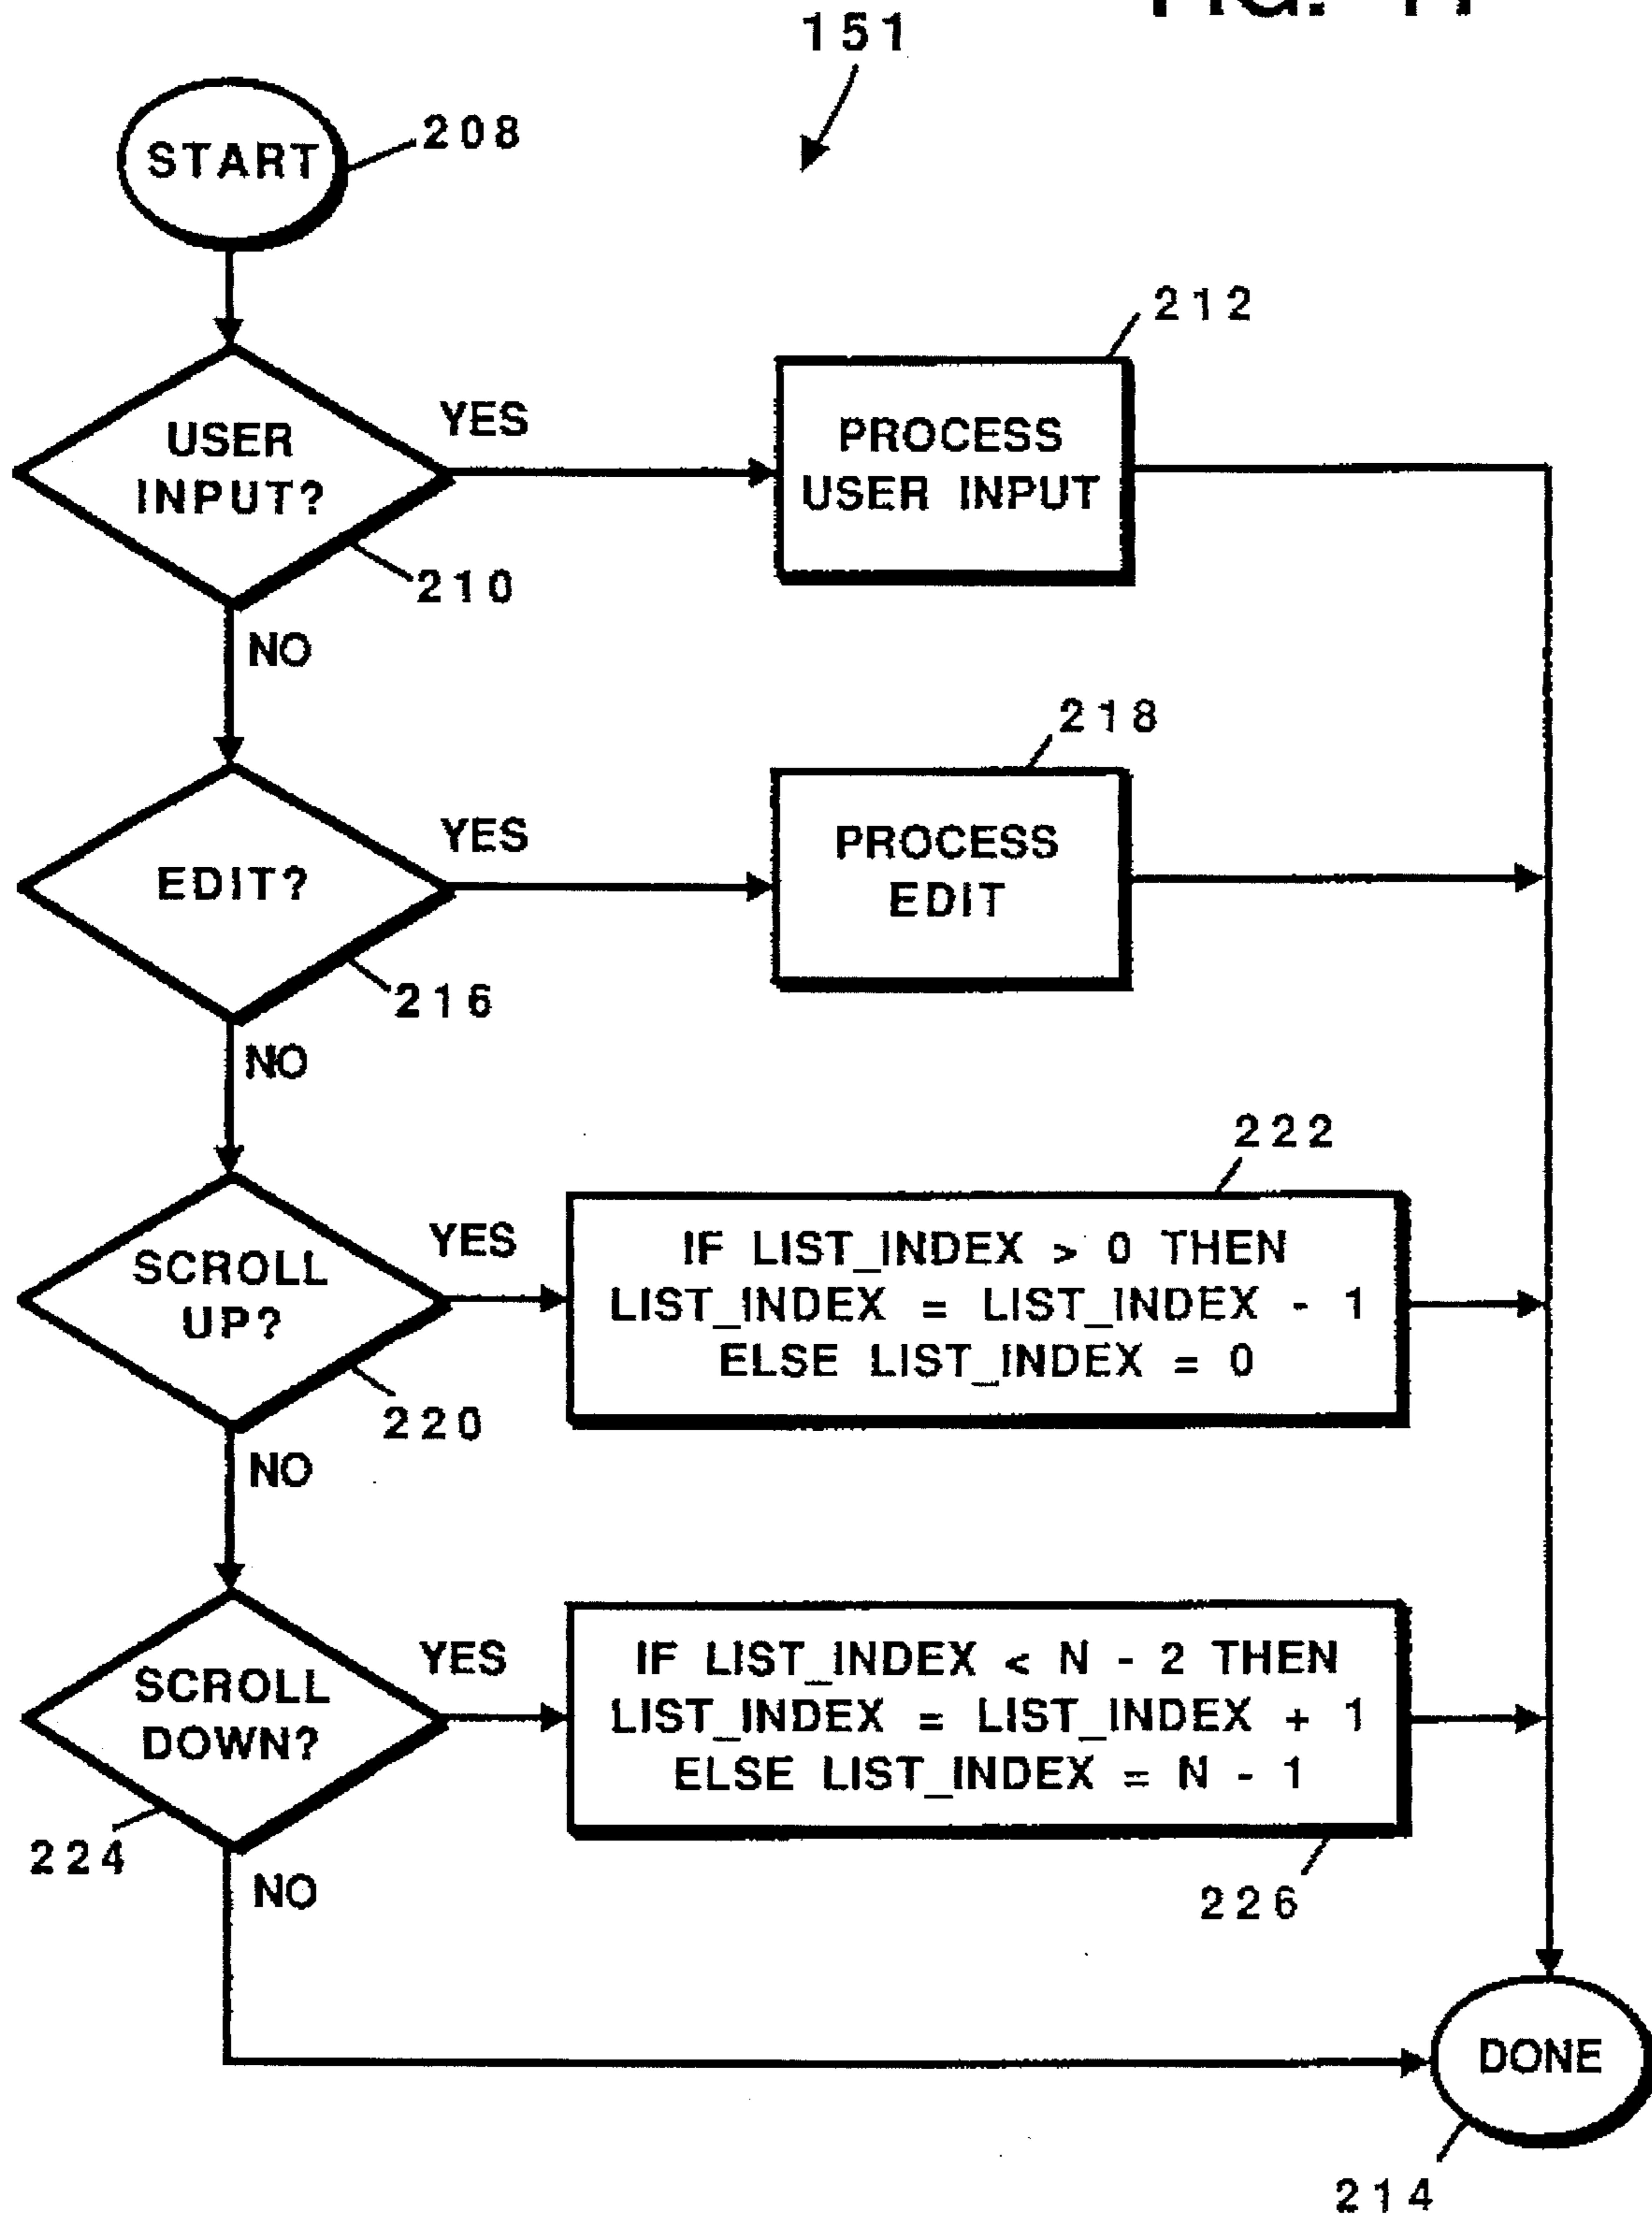 151
START
208
212
USER
INPUT?
YES
PROCESS
USER INPUT
210
NO
218
EDIT?
YES
PROCESS
EDIT
216
NO
222
SCROLL
UP?
YES
IF LIST_INDEX > 0 THEN
LIST_INDEX = LIST_INDEX - 1
ELSE LIST_INDEX = 0
220
NO
SCROLL
DOWN?
YES
IF LIST_INDEX < N - 2 THEN
LIST_INDEX = LIST_INDEX + 1
ELSE LIST_INDEX = N - 1
224
NO
226
DONE
214